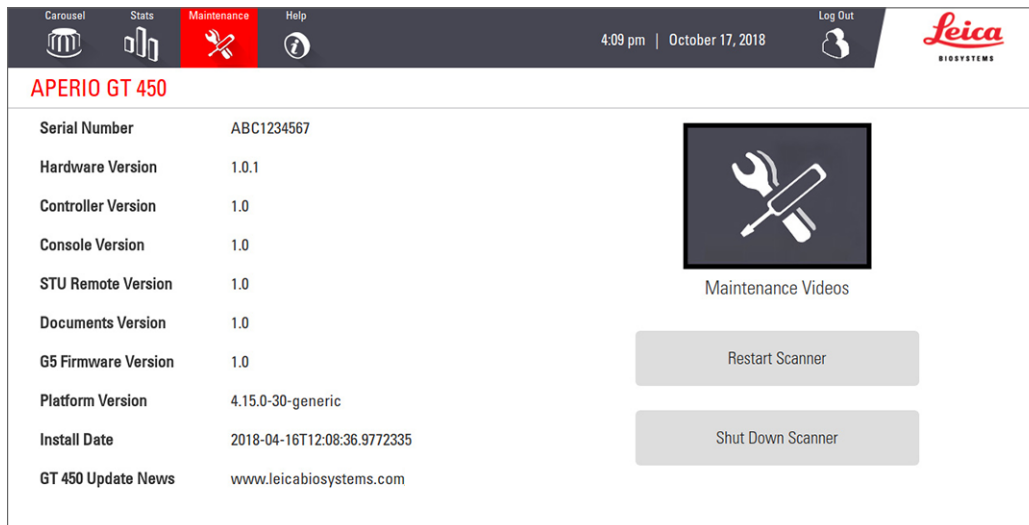 Carousel
Stats
Maintenance
Help
4:09 pm | October 17, 2018
Log Out
Leica
BIOSYSTEMS
APERIO GT 450
Serial Number ABC1234567
Hardware Version 1.0.1
Controller Version 1.0
Console Version 1.0
STU Remote Version 1.0
Documents Version 1.0
G5 Firmware Version 1.0
Platform Version 4.15.0-30-generic
Install Date 2018-04-16T12:08:36.9772335
GT 450 Update News www.leicabiosystems.com
Maintenance Videos
Restart Scanner
Shut Down Scanner